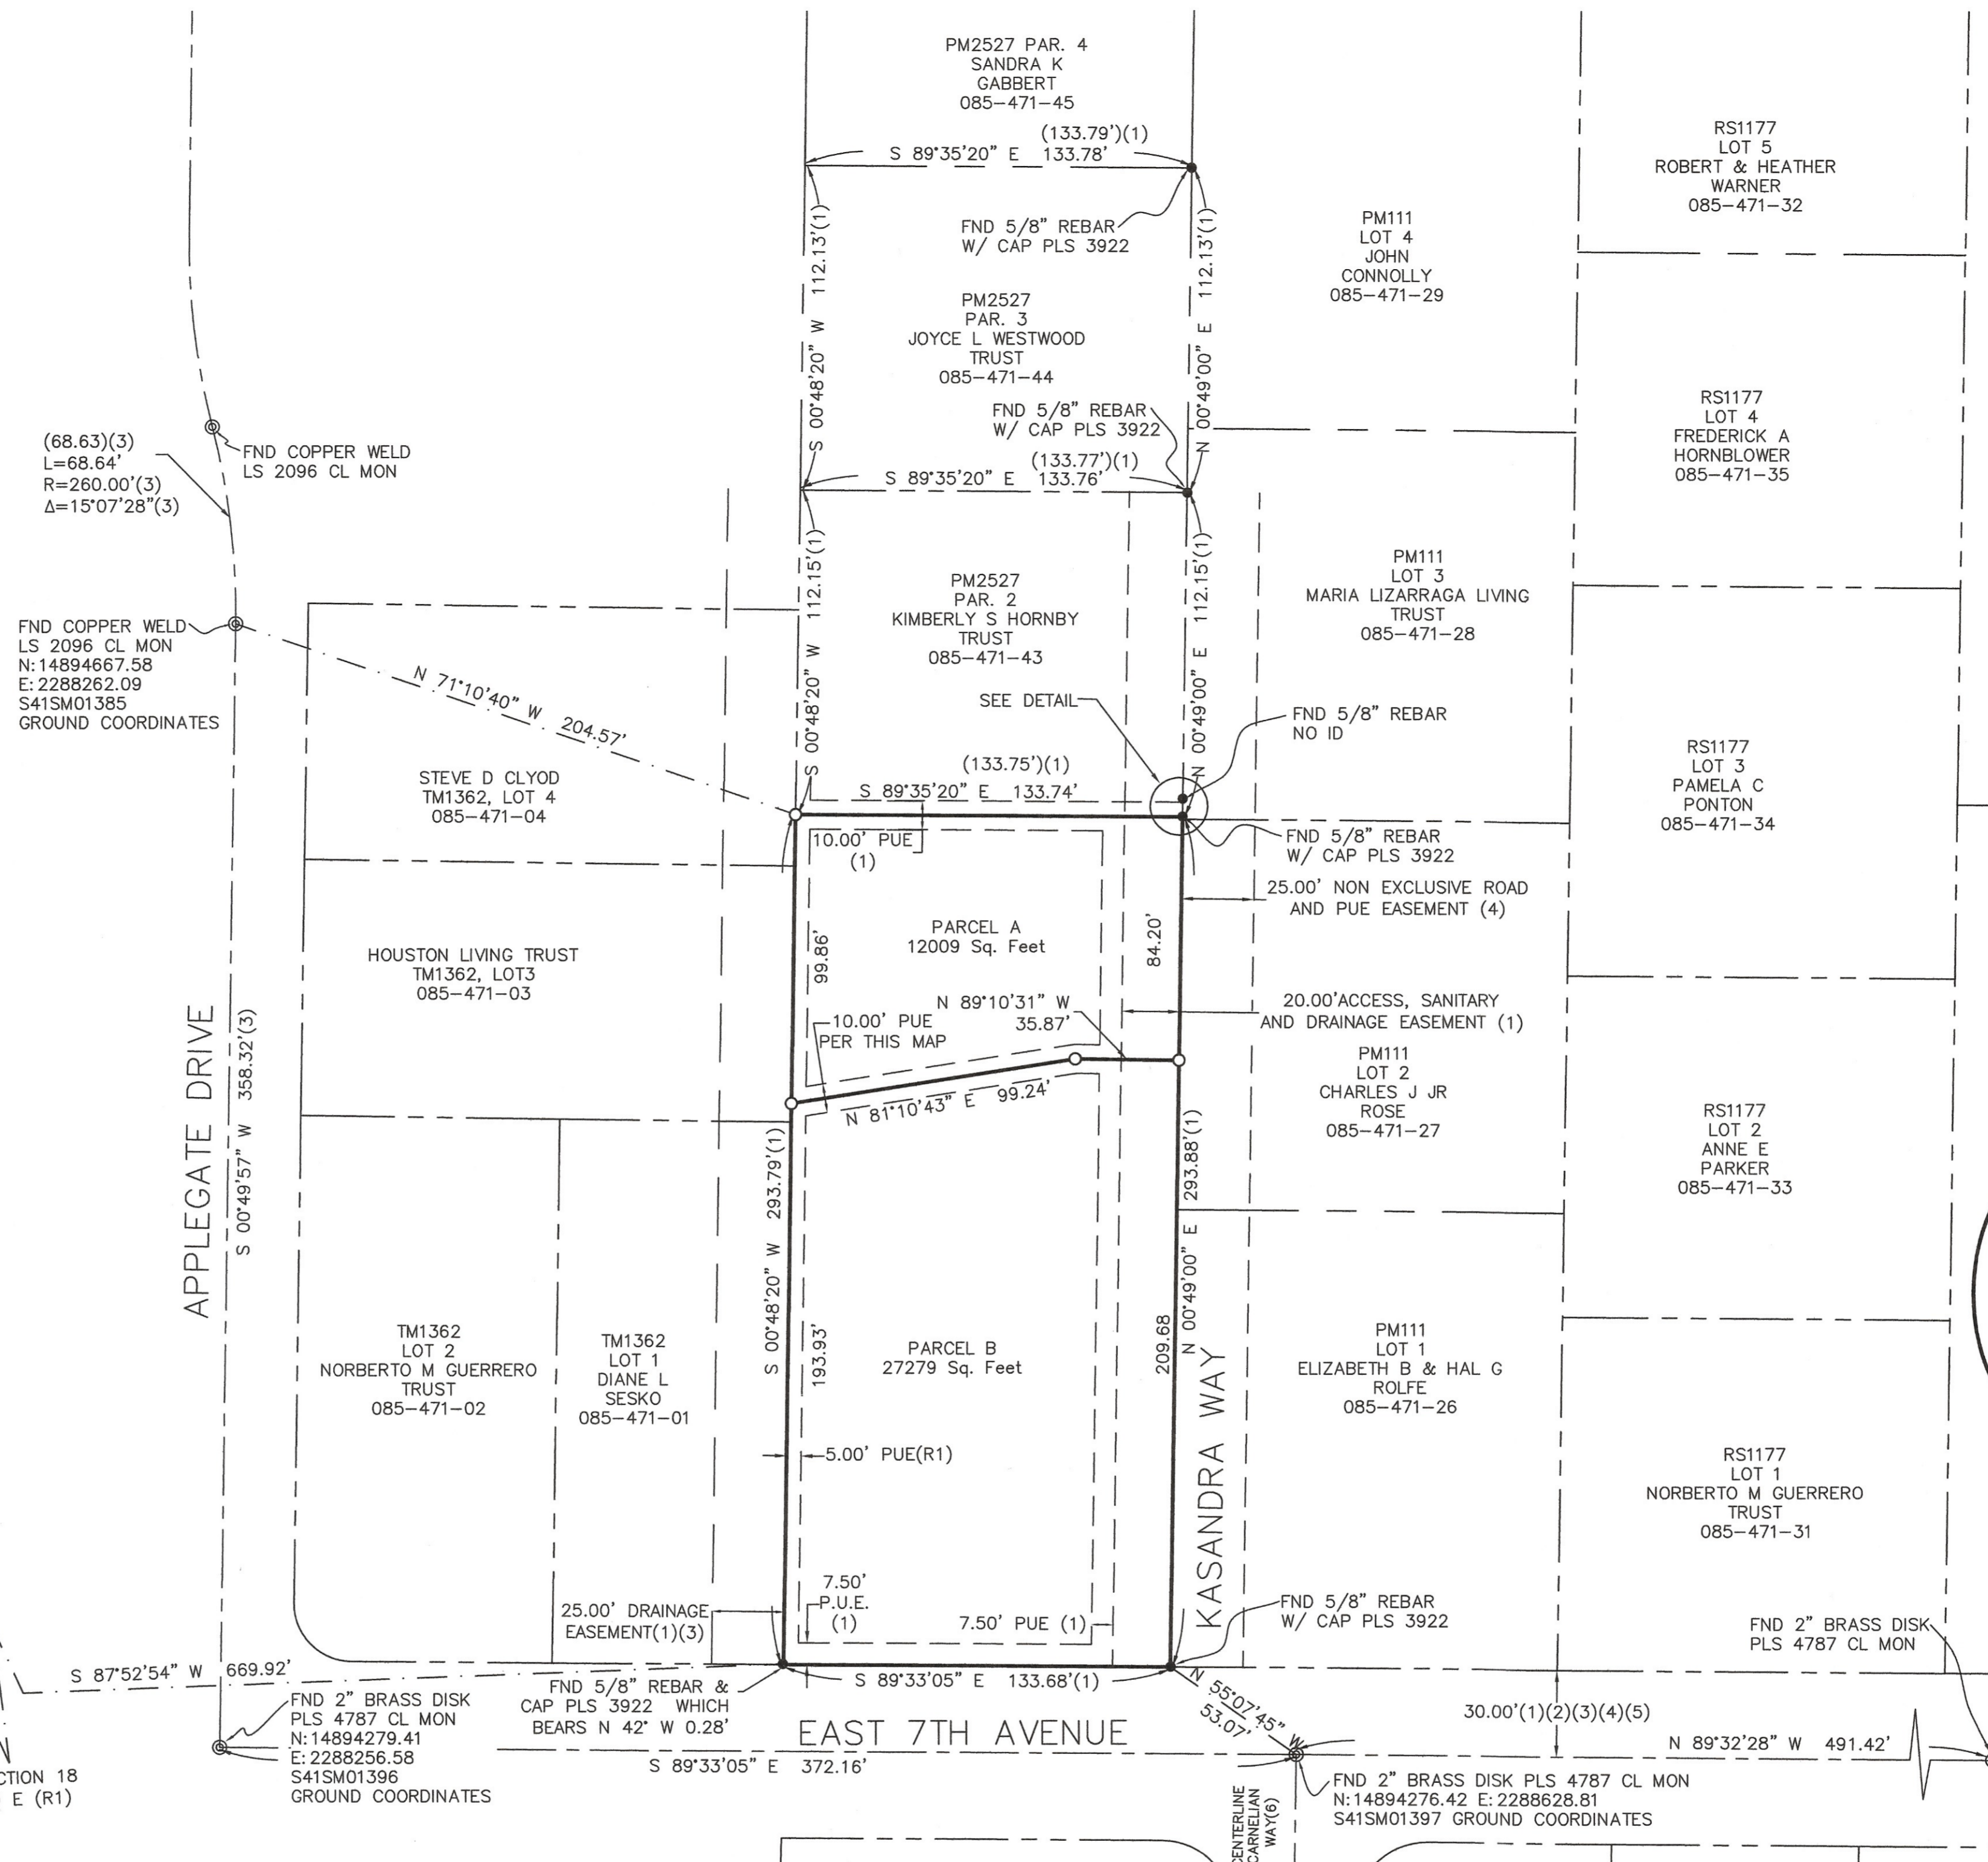 PM2527 PAR. 4
SANDRA K
GABBERT
085-471-45
(133.79')(1)
S 89°35'20" E 133.78'
FND 5/8" REBAR
W/ CAP PLS 3922
S 00°48'20" W 112.13'(1)
N 00°49'00" E 112.13'(1)
PM2527
PAR. 3
JOYCE L WESTWOOD
TRUST
085-471-44
FND 5/8" REBAR
W/ CAP PLS 3922
(133.77')(1)
S 89°35'20" E 133.76'
PM111
LOT 4
JOHN
CONNOLLY
085-471-29
RS1177
LOT 5
ROBERT & HEATHER
WARNER
085-471-32
RS1177
LOT 4
FREDERICK A
HORNBLOWER
085-471-35
(68.63)(3)
L=68.64'
R=260.00'(3)
Δ=15°07'28"(3)
FND COPPER WELD
LS 2096 CL MON
FND COPPER WELD
LS 2096 CL MON
N:14894667.58
E:2288262.09
S41SM01385
GROUND COORDINATES
N 71°10'40" W 204.57'
S 00°48'20" W 112.15'(1)
PM2527
PAR. 2
KIMBERLY S HORNBY
TRUST
085-471-43
N 00°49'00" E 112.15'(1)
PM111
LOT 3
MARIA LIZARRAGA LIVING
TRUST
085-471-28
SEE DETAIL
FND 5/8" REBAR
NO ID
(133.75')(1)
S 89°35'20" E 133.74'
RS1177
LOT 3
PAMELA C
PONTON
085-471-34
STEVE D CLYOD
TM1362, LOT 4
085-471-04
10.00' PUE
(1)
FND 5/8" REBAR
W/ CAP PLS 3922
25.00' NON EXCLUSIVE ROAD
AND PUE EASEMENT (4)
PARCEL A
12009 Sq. Feet
99.86'
84.20'
HOUSTON LIVING TRUST
TM1362, LOT3
085-471-03
N 89°10'31" W
35.87'
20.00'ACCESS, SANITARY
AND DRAINAGE EASEMENT (1)
10.00' PUE
PER THIS MAP
N 81°10'43" E 99.24'
PM111
LOT 2
CHARLES J JR
ROSE
085-471-27
RS1177
LOT 2
ANNE E
PARKER
085-471-33
APPLEGATE DRIVE
S 00°49'57" W 358.32'(3)
S 00°48'20" W 293.79'(1)
193.93'
N 00°49'00" E 293.88'(1)
209.68
TM1362
LOT 2
NORBERTO M GUERRERO
TRUST
085-471-02
TM1362
LOT 1
DIANE L
SESKO
085-471-01
PARCEL B
27279 Sq. Feet
KASANDRA WAY
PM111
LOT 1
ELIZABETH B & HAL G
ROLFE
085-471-26
5.00' PUE(R1)
RS1177
LOT 1
NORBERTO M GUERRERO
TRUST
085-471-31
7.50'
P.U.E.
(1)
25.00' DRAINAGE
EASEMENT(1)(3)
7.50' PUE (1)
FND 5/8" REBAR
W/ CAP PLS 3922
FND 2" BRASS DISK
PLS 4787 CL MON
S 87°52'54" W 669.92'
S 89°33'05" E 133.68'(1)
FND 5/8" REBAR &
CAP PLS 3922 WHICH
BEARS N 42° W 0.28'
N 55°07'45" W
53.07'
30.00'(1)(2)(3)(4)(5)
FND 2" BRASS DISK
PLS 4787 CL MON
N:14894279.41
E:2288256.58
S41SM01396
GROUND COORDINATES
EAST 7TH AVENUE
S 89°33'05" E 372.16'
N 89°32'28" W 491.42'
CTION 18
E (R1)
FND 2" BRASS DISK PLS 4787 CL MON
N:14894276.42 E:2288628.81
S41SM01397 GROUND COORDINATES
CENTERLINE
CARNELIAN
WAY(6)